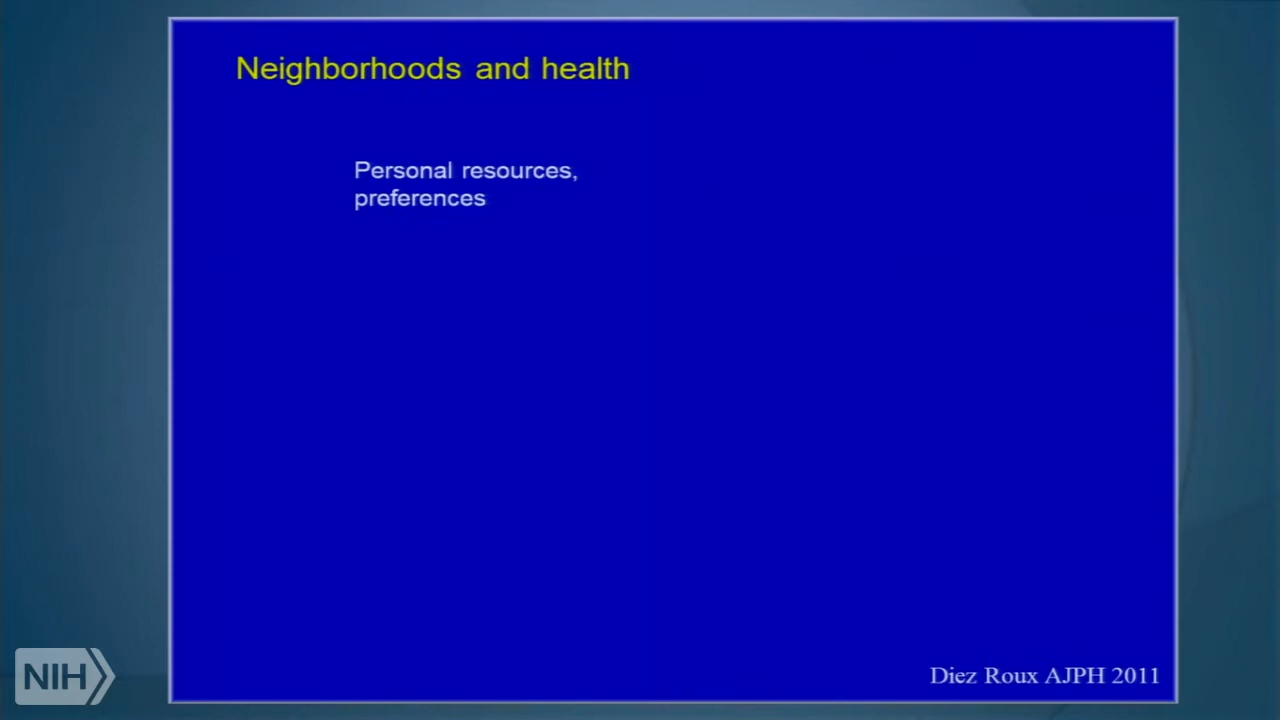 Neighborhoods and health
Personal resources,
preferences
Diez Roux AJPH 2011
NIH